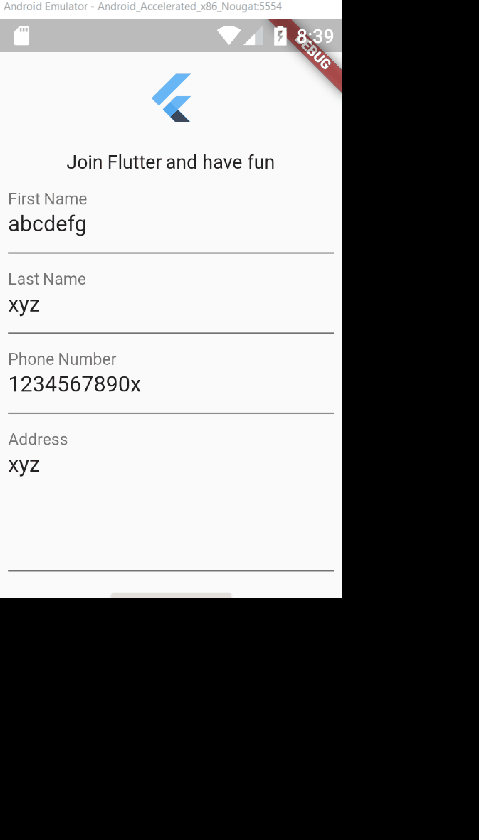 Android Emulator - Android_Accelerated_x86_Nougat:5554
8:39
DEBUG
Join Flutter and have fun
First Name
abcdefg
Last Name
xyz
Phone Number
1234567890x
Address
xyz